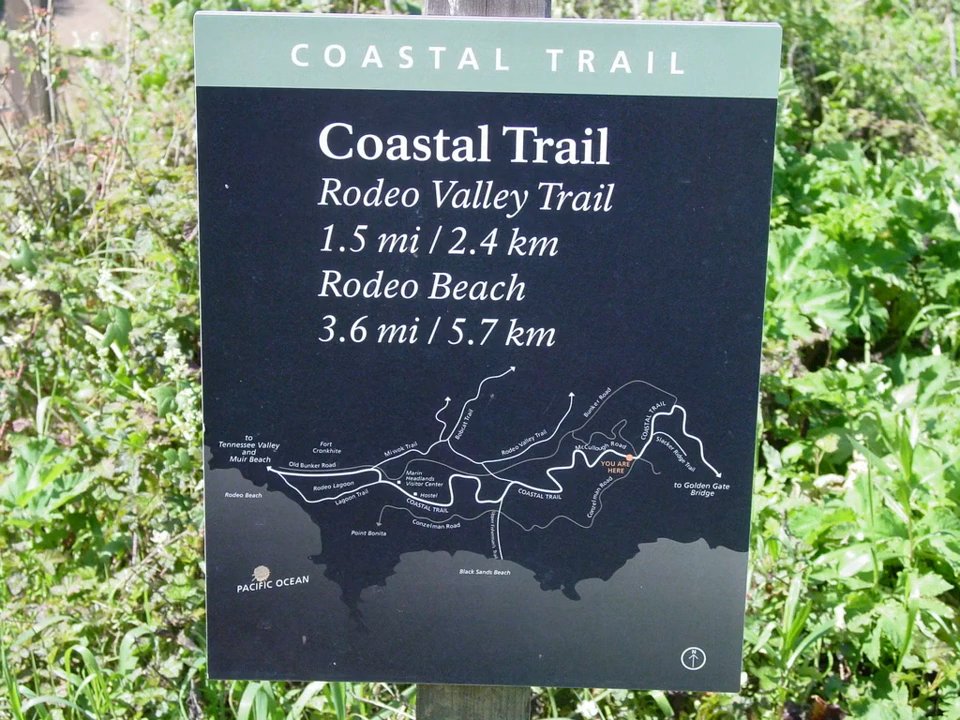 COASTAL TRAIL
Coastal Trail
Rodeo Valley Trail
1.5 mi / 2.4 km
Rodeo Beach
3.6 mi / 5.7 km
Bobcat Trail
Bunker Road
COASTAL TRAIL
Slacker Ridge Trail
to
Tennessee Valley
and
Muir Beach
Fort
Cronkhite
Miwok Trail
Rodeo Valley Trail
McCullough Road
YOU ARE
HERE
Old Bunker Road
Marin
Headlands
Visitor Center
Rodeo Lagoon
Lagoon Trail
Hostel
Rodeo Beach
COASTAL TRAIL
COASTAL TRAIL
Conzelman Road
to Golden Gate
Bridge
Conzelman Road
Point Bonita
Black Sands Beach
PACIFIC OCEAN
N